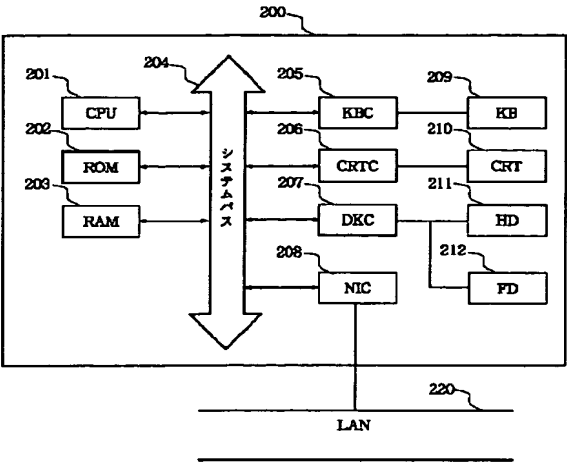 200
201
204
205
209
CPU
KBC
KB
202
206
210
ROM
CRTC
CRT
203
207
211
RAM
DKC
HD
システムバス
208
212
NIC
FD
220
LAN